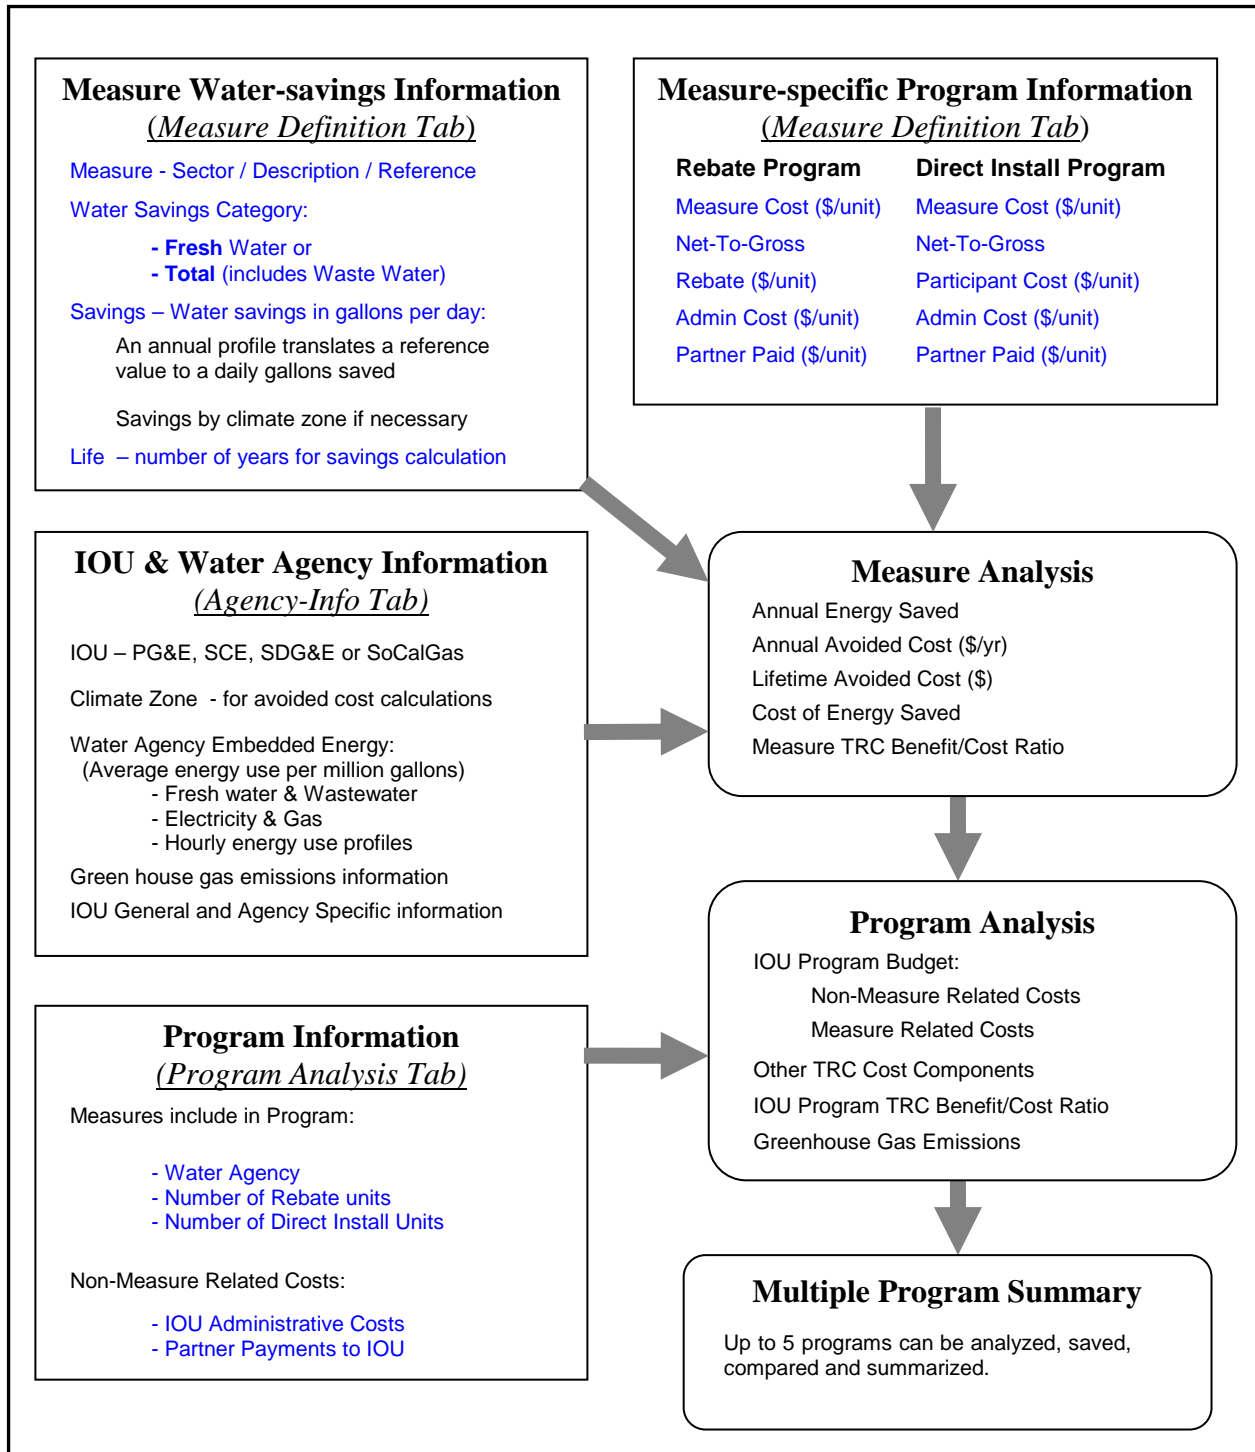 Measure Water-savings Information
(Measure Definition Tab)
Measure - Sector / Description / Reference
Water Savings Category:
- Fresh Water or
- Total (includes Waste Water)
Savings – Water savings in gallons per day:
An annual profile translates a reference
value to a daily gallons saved
Savings by climate zone if necessary
Life – number of years for savings calculation
Measure-specific Program Information
(Measure Definition Tab)
Rebate Program Direct Install Program
Measure Cost ($/unit) Measure Cost ($/unit)
Net-To-Gross Net-To-Gross
Rebate ($/unit) Participant Cost ($/unit)
Admin Cost ($/unit) Admin Cost ($/unit)
Partner Paid ($/unit) Partner Paid ($/unit)
IOU & Water Agency Information
(Agency-Info Tab)
IOU – PG&E, SCE, SDG&E or SoCalGas
Climate Zone - for avoided cost calculations
Water Agency Embedded Energy:
(Average energy use per million gallons)
- Fresh water & Wastewater
- Electricity & Gas
- Hourly energy use profiles
Green house gas emissions information
IOU General and Agency Specific information
Measure Analysis
Annual Energy Saved
Annual Avoided Cost ($/yr)
Lifetime Avoided Cost ($)
Cost of Energy Saved
Measure TRC Benefit/Cost Ratio
Program Information
(Program Analysis Tab)
Measures include in Program:
- Water Agency
- Number of Rebate units
- Number of Direct Install Units
Non-Measure Related Costs:
- IOU Administrative Costs
- Partner Payments to IOU
Program Analysis
IOU Program Budget:
Non-Measure Related Costs
Measure Related Costs
Other TRC Cost Components
IOU Program TRC Benefit/Cost Ratio
Greenhouse Gas Emissions
Multiple Program Summary
Up to 5 programs can be analyzed, saved,
compared and summarized.